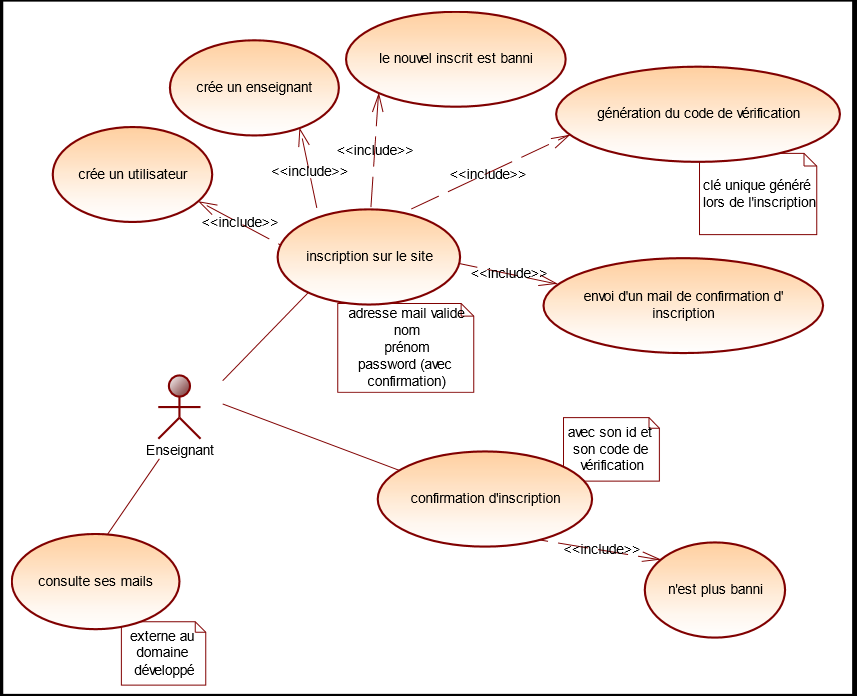 le nouvel inscrit est banni
crée un enseignant
génération du code de vérification
<<include>>
<<include>>
<<include>>
crée un utilisateur
clé unique généré
lors de l'inscription
<<include>>
inscription sur le site
<<include>>
envoi d'un mail de confirmation d'
inscription
adresse mail valide
nom
prénom
password (avec
confirmation)
Enseignant
avec son id et
son code de
vérification
confirmation d'inscription
<<include>>
n'est plus banni
consulte ses mails
externe au
domaine
développé